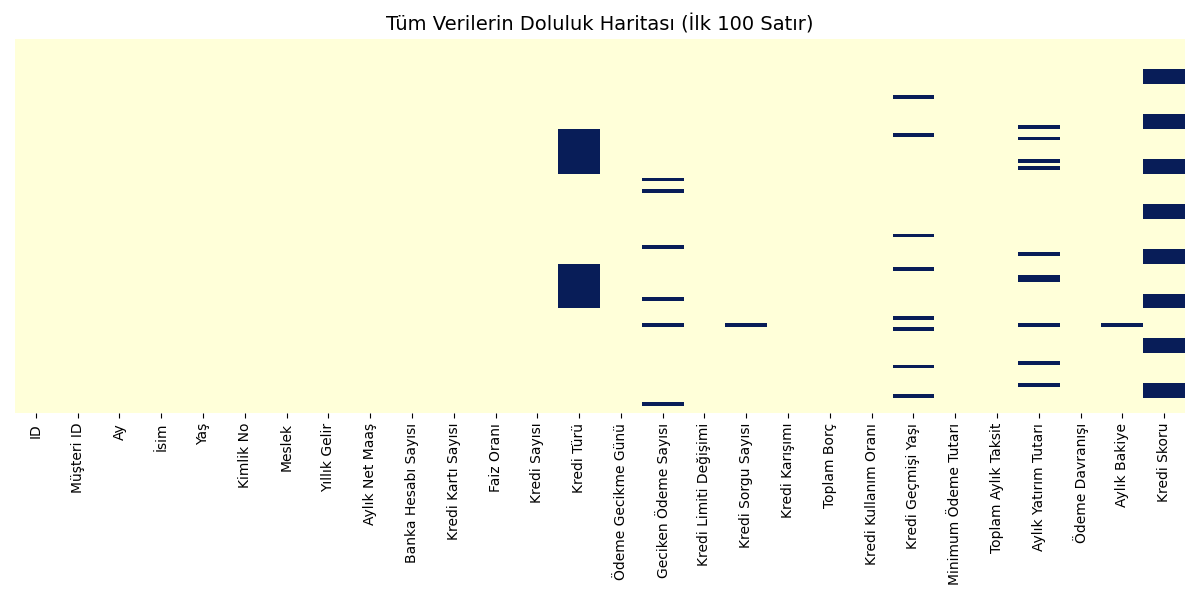 Tüm Verilerin Doluluk Haritası (İlk 100 Satır)
ID
Müşteri ID
Ay
İsim
Yaş
Kimlik No
Meslek
Yıllık Gelir
Aylık Net Maaş
Banka Hesabı Sayısı
Kredi Kartı Sayısı
Faiz Oranı
Kredi Sayısı
Kredi Türü
Ödeme Gecikme Günü
Geciken Ödeme Sayısı
Kredi Limiti Değişimi
Kredi Sorgu Sayısı
Kredi Karışımı
Toplam Borç
Kredi Kullanım Oranı
Kredi Geçmişi Yaşı
Minimum Ödeme Tutarı
Toplam Aylık Taksit
Aylık Yatırım Tutarı
Ödeme Davranışı
Aylık Bakiye
Kredi Skoru